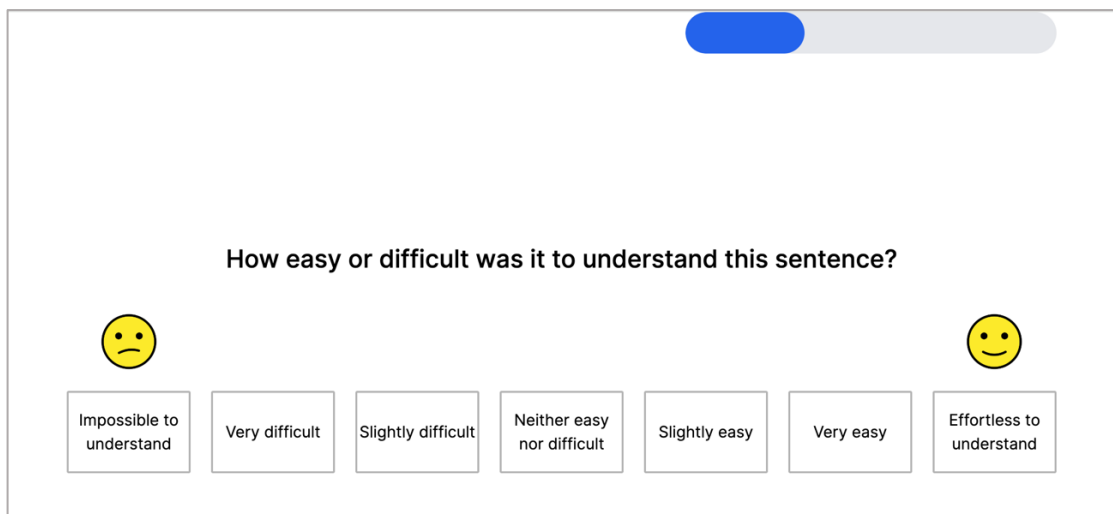 How easy or difficult was it to understand this sentence?
Impossible to
understand
Very difficult
Slightly difficult
Neither easy
nor difficult
Slightly easy
Very easy
Effortless to
understand